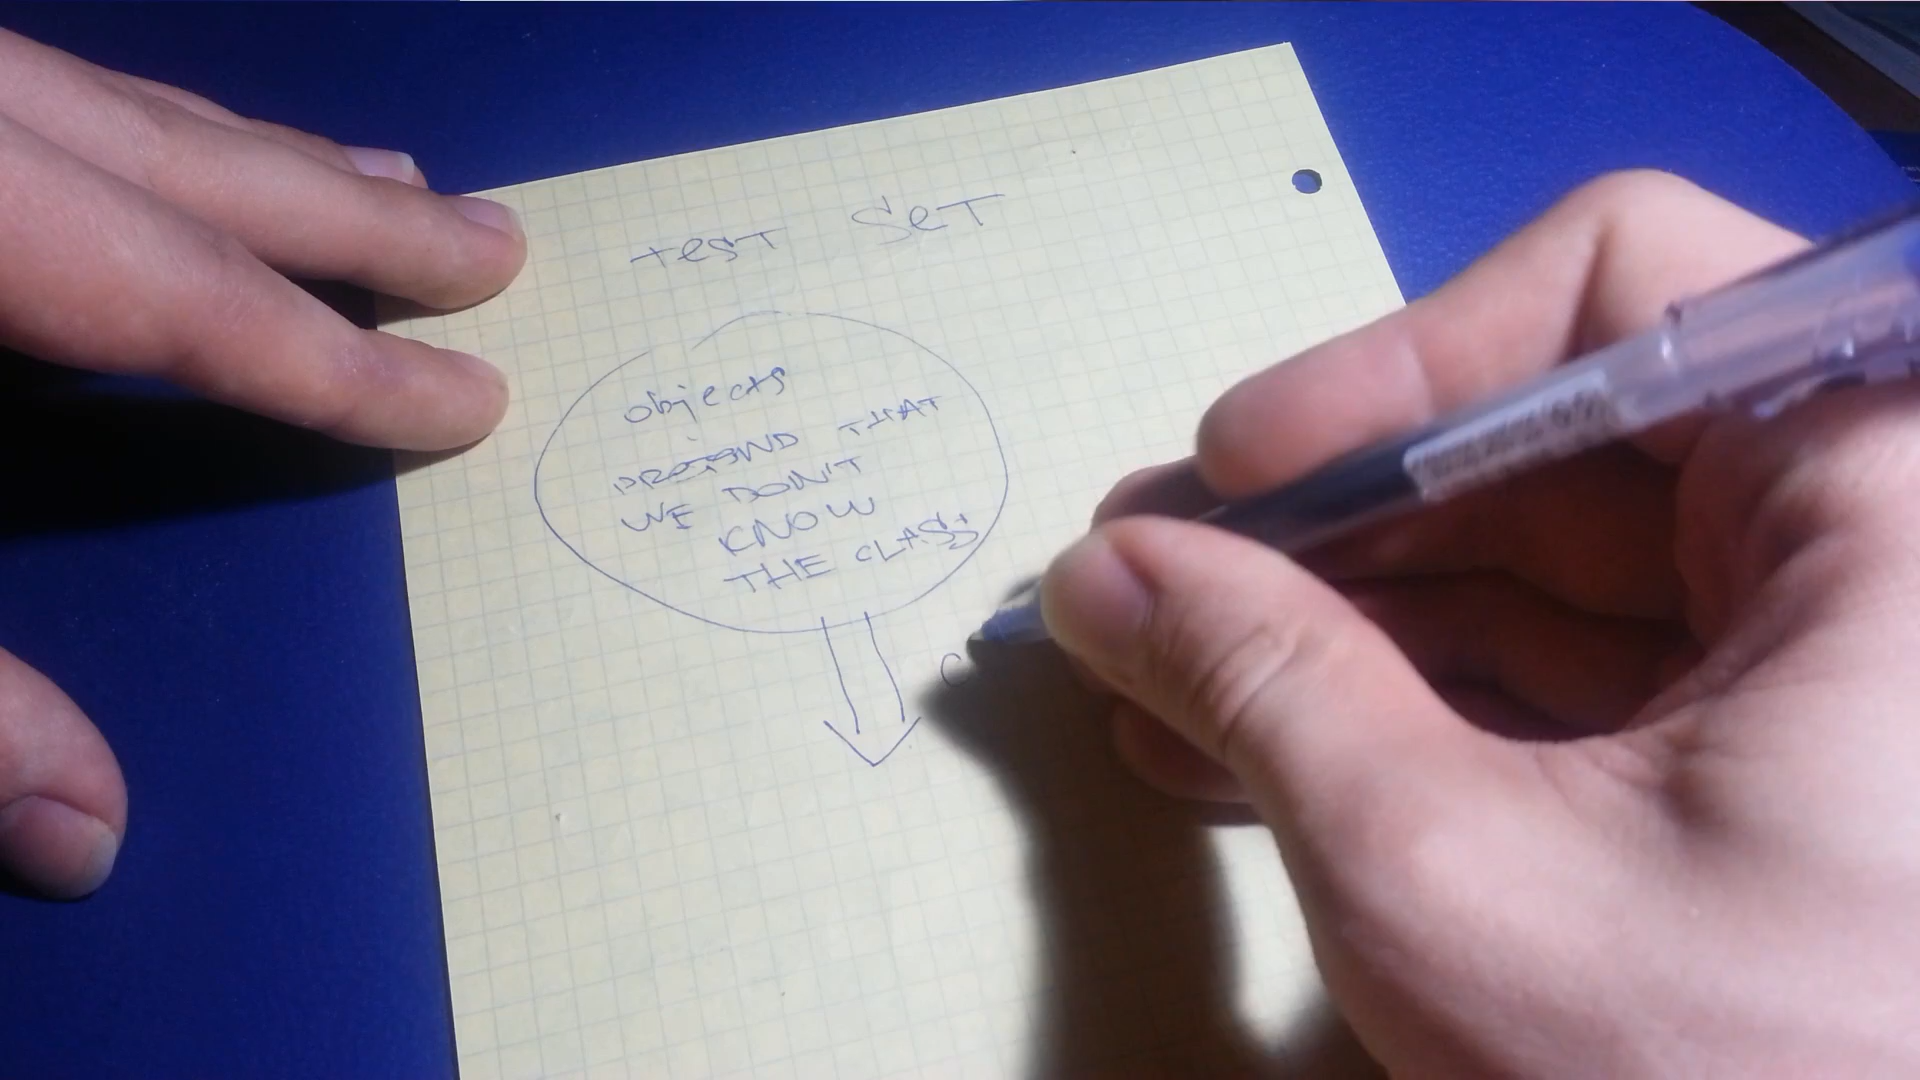 test Set
objects
PRETEND THAT
WE DON'T
KNOW
THE CLASS
C